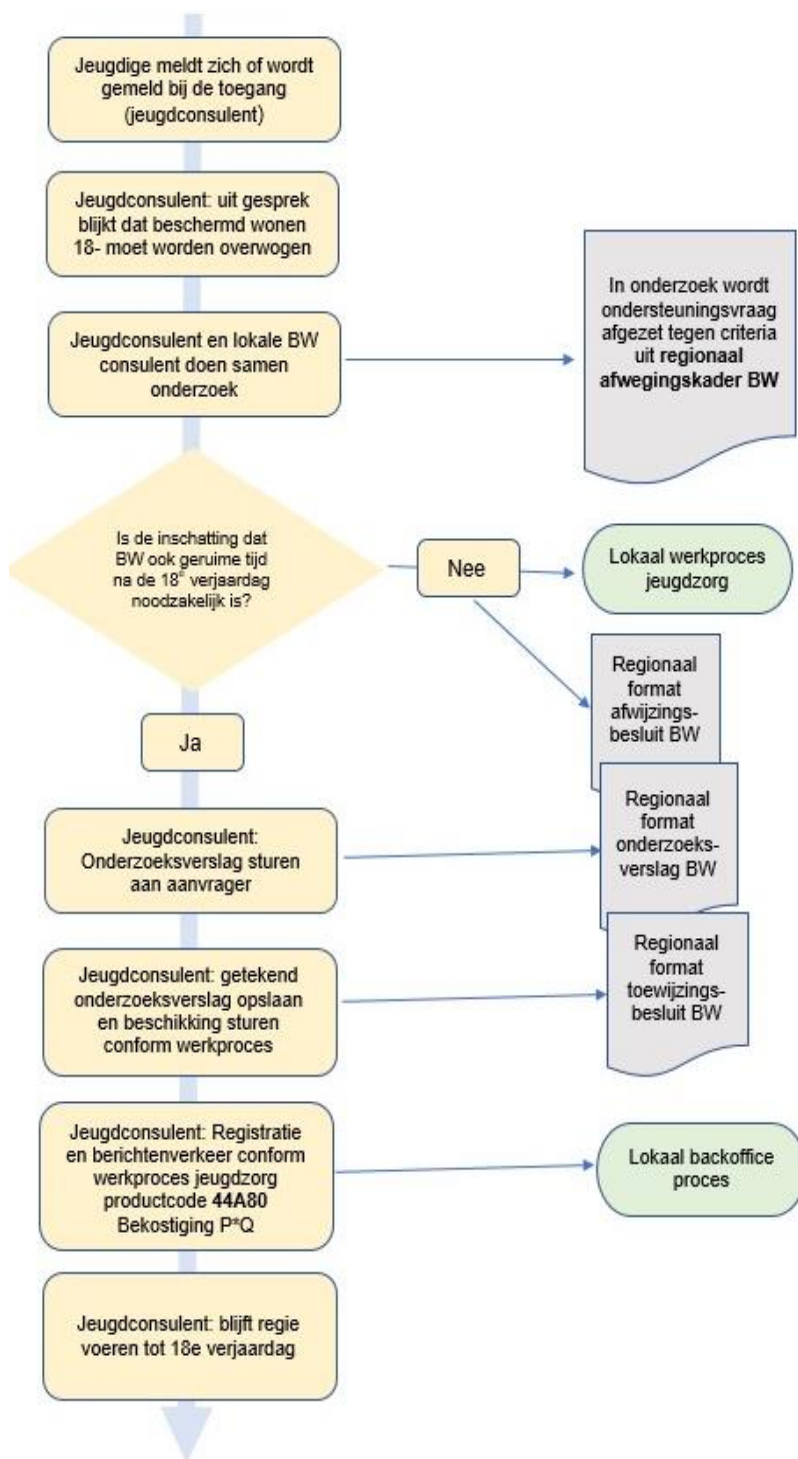 Jeugdige meldt zich of wordt
gemeld bij de toegang
(jeugdconsulent)
Jeugdconsulent: uit gesprek
blijkt dat beschermd wonen
18- moet worden overwogen
Jeugdconsulent en lokale BW
consulent doen samen
onderzoek
In onderzoek wordt
ondersteuningsvraag
afgezet tegen criteria
uit regionaal
afwegingskader BW
Is de inschatting dat
BW ook geruime tijd
na de 18e verjaardag
noodzakelijk is?
Nee
Lokaal werkproces
jeugdzorg
Regionaal
format
afwijzings-
besluit BW
Ja
Jeugdconsulent:
Onderzoeksverslag sturen
aan aanvrager
Regionaal
format
onderzoeks-
verslag BW
Jeugdconsulent: getekend
onderzoeksverslag opslaan
en beschikking sturen
conform werkproces
Regionaal
format
toewijzings-
besluit BW
Jeugdconsulent: Registratie
en berichtenverkeer conform
werkproces jeugdzorg
productcode 44A80
Bekostiging P*Q
Lokaal backoffice
proces
Jeugdconsulent: blijft regie
voeren tot 18e verjaardag